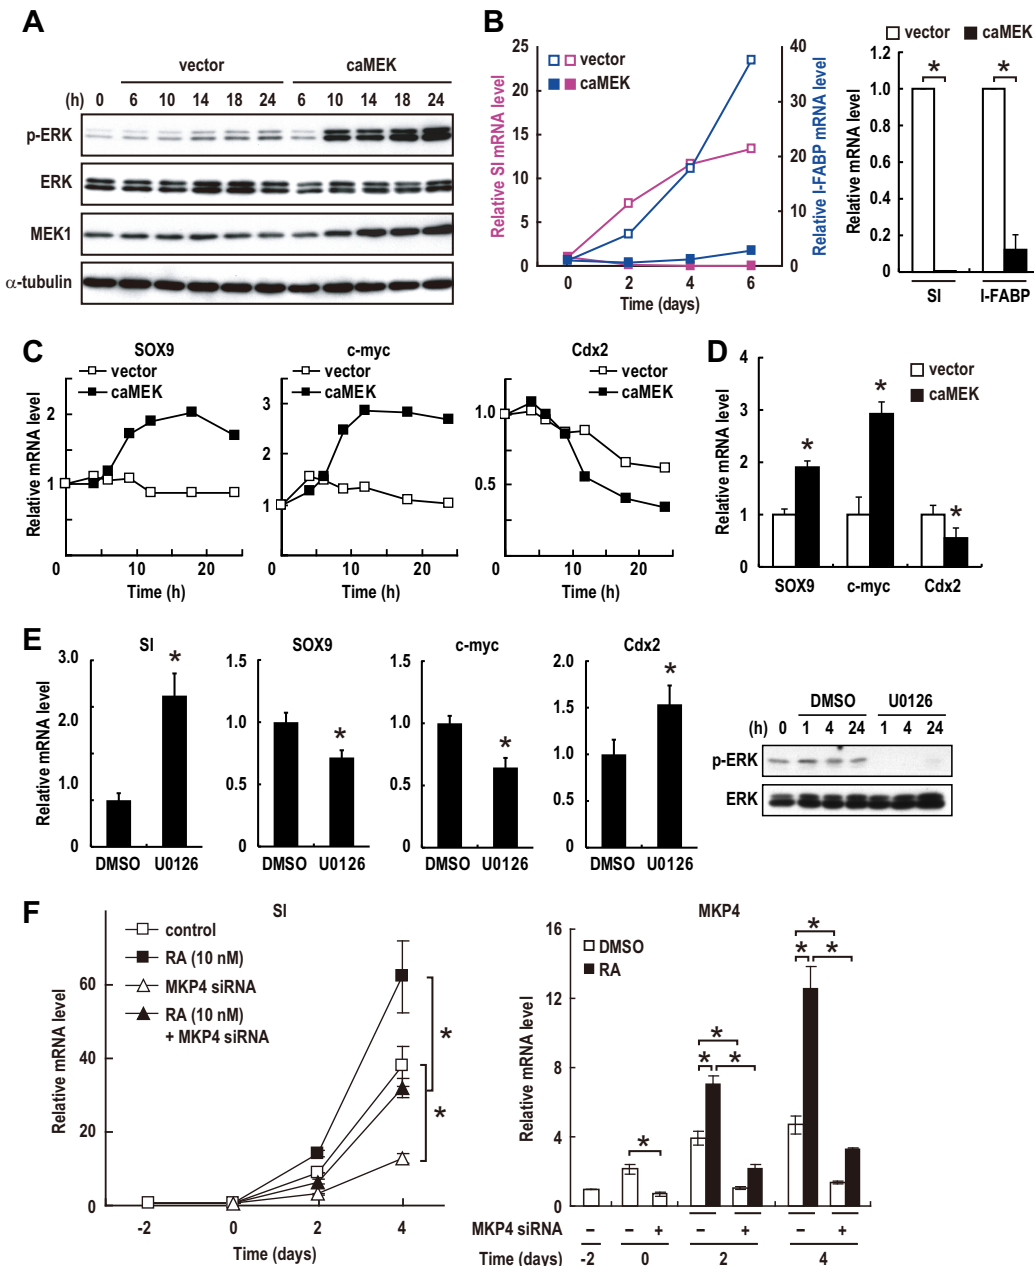 A
vector caMEK
(h) 0 6 10 14 18 24 6 10 14 18 24
p-ERK
ERK
MEK1
α-tubulin
B
vector
caMEK
Relative SI mRNA level
25
20
15
10
5
0
Relative I-FABP mRNA level
40
30
20
10
0
0 2 4 6
Time (days)
vector caMEK
Relative mRNA level
1.2
1.0
0.8
0.6
0.4
0.2
0
* *
SI I-FABP
C
SOX9
vector
caMEK
Relative mRNA level
2
1
0 10 20
Time (h)
c-myc
vector
caMEK
3
2
1
0 10 20
Time (h)
Cdx2
vector
caMEK
1.0
0.5
0 10 20
Time (h)
D
vector
caMEK
Relative mRNA level
4
3
2
1
0
* * *
SOX9 c-myc Cdx2
E
SI
Relative mRNA level
3.0
2.0
1.0
0
*
DMSO U0126
SOX9
1.5
1.0
0.5
0
*
DMSO U0126
c-myc
1.5
1.0
0.5
0
*
DMSO U0126
Cdx2
2.0
1.5
1.0
0.5
0
*
DMSO U0126
DMSO U0126
(h) 0 1 4 24 1 4 24
p-ERK
ERK
F
SI
control
RA (10 nM)
MKP4 siRNA
RA (10 nM)
+ MKP4 siRNA
Relative mRNA level
60
40
20
0
*
*
-2 0 2 4
Time (days)
MKP4
DMSO
RA
Relative mRNA level
16
12
8
4
0
* * * * * * *
MKP4 siRNA − − + − + − +
Time (days) -2 0 2 4